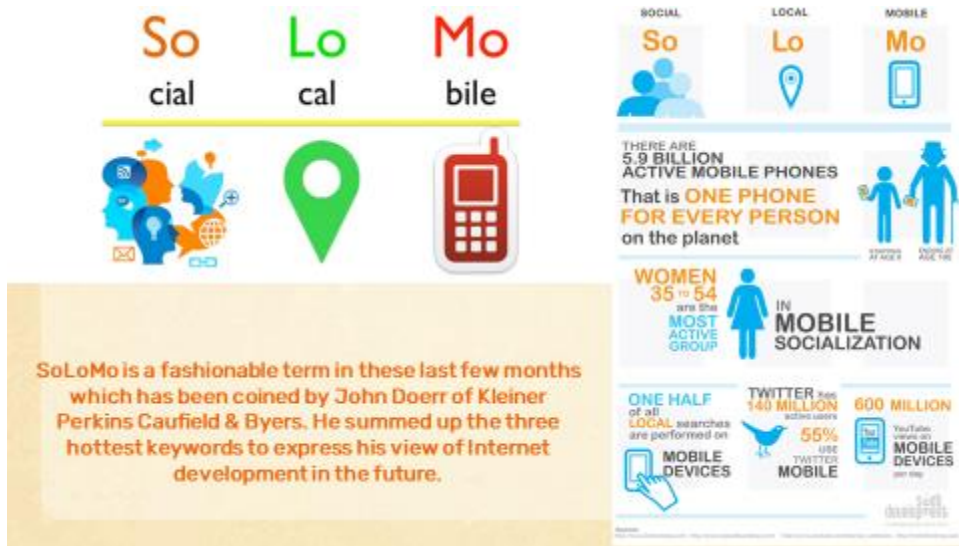 So Lo Mo
cial cal bile
SoLoMo is a fashionable term in these last few months
which has been coined by John Doerr of Kleiner
Perkins Caufield & Byers. He summed up the three
hottest keywords to express his view of Internet
development in the future.
SOCIAL LOCAL MOBILE
So Lo Mo
THERE ARE
5.9 BILLION
ACTIVE MOBILE PHONES
That is ONE PHONE
FOR EVERY PERSON
on the planet
WOMEN
35 TO 54
are the
MOST
ACTIVE
GROUP
IN
MOBILE
SOCIALIZATION
ONE HALF
of all
LOCAL searches
are performed on
MOBILE
DEVICES
TWITTER has
140 MILLION
active users
55%
USE
TWITTER
MOBILE
600 MILLION
YouTube
views on
MOBILE
DEVICES
per day